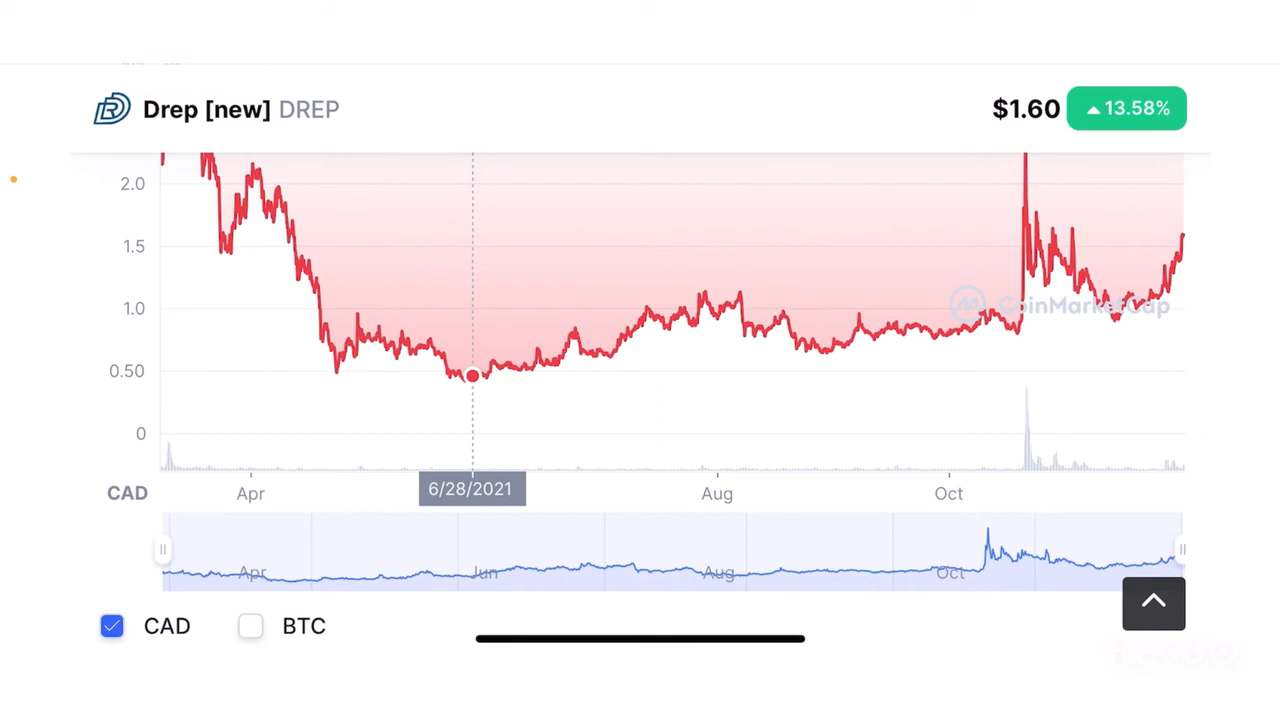 Drep [new] DREP
$1.60 13.58%
2.0
1.5
1.0
0.50
0
CoinMarketCap
CAD
Apr
6/28/2021
Aug
Oct
Apr
Jun
Aug
Oct
CAD
BTC